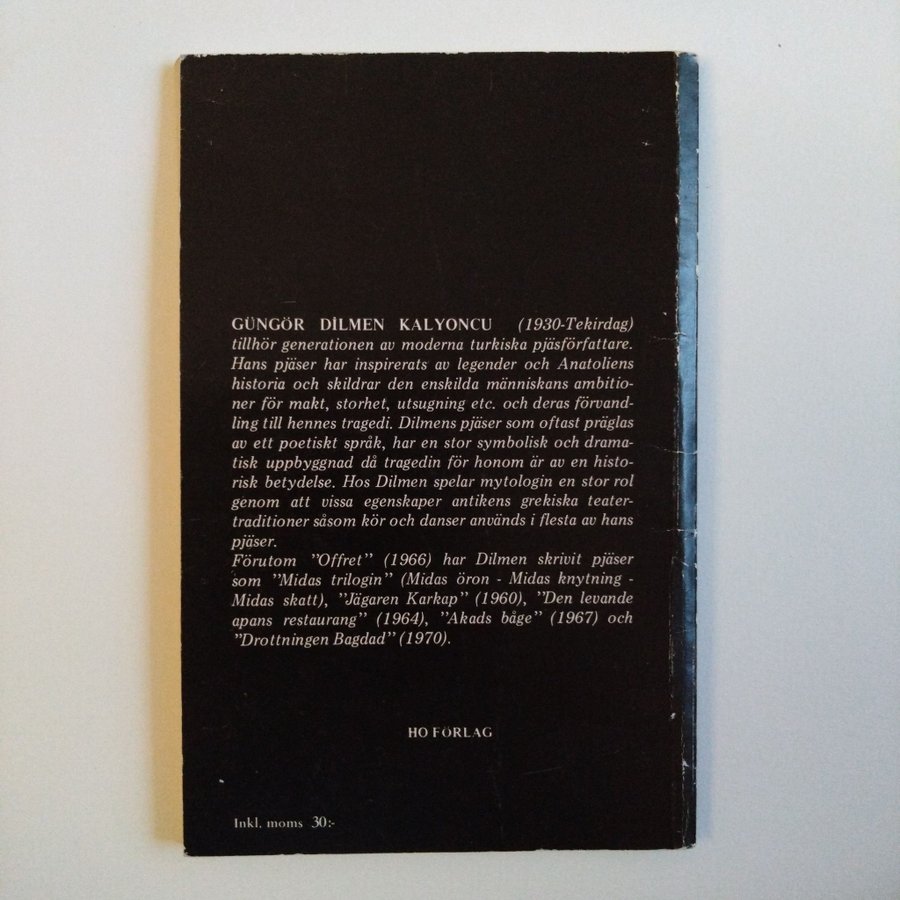 GÜNGÖR DİLMEN KALYONCU (1930-Tekirdag)
tillhör generationen av moderna turkiska pjäsförfattare.
Hans pjäser har inspirerats av legender och Anatoliens
historia och skildrar den enskilda människans ambitio-
ner för makt, storhet, utsugning etc. och deras förvand-
ling till hennes tragedi. Dilmens pjäser som oftast präglas
av ett poetiskt språk, har en stor symbolisk och drama-
tisk uppbyggnad då tragedin för honom är av en histo-
risk betydelse. Hos Dilmen spelar mytologin en stor rol
genom att vissa egenskaper antikens grekiska teater-
traditioner såsom kör och danser används i flesta av hans
pjäser.
Förutom "Offret" (1966) har Dilmen skrivit pjäser
som "Midas trilogin" (Midas öron - Midas knytning -
Midas skatt), "Jägaren Karkap" (1960), "Den levande
apans restaurang" (1964), "Akads båge" (1967) och
"Drottningen Bagdad" (1970).
HO FÖRLAG
Inkl. moms 30:-